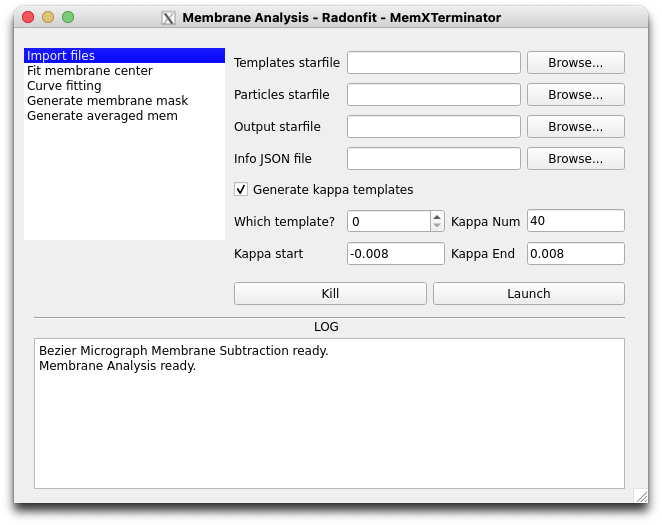 Membrane Analysis - Radonfit - MemXTerminator
Import files
Fit membrane center
Curve fitting
Generate membrane mask
Generate averaged mem
Templates starfile Browse...
Particles starfile Browse...
Output starfile Browse...
Info JSON file Browse...
Generate kappa templates
Which template? 0 Kappa Num 40
Kappa start -0.008 Kappa End 0.008
Kill Launch
LOG
Bezier Micrograph Membrane Subtraction ready.
Membrane Analysis ready.